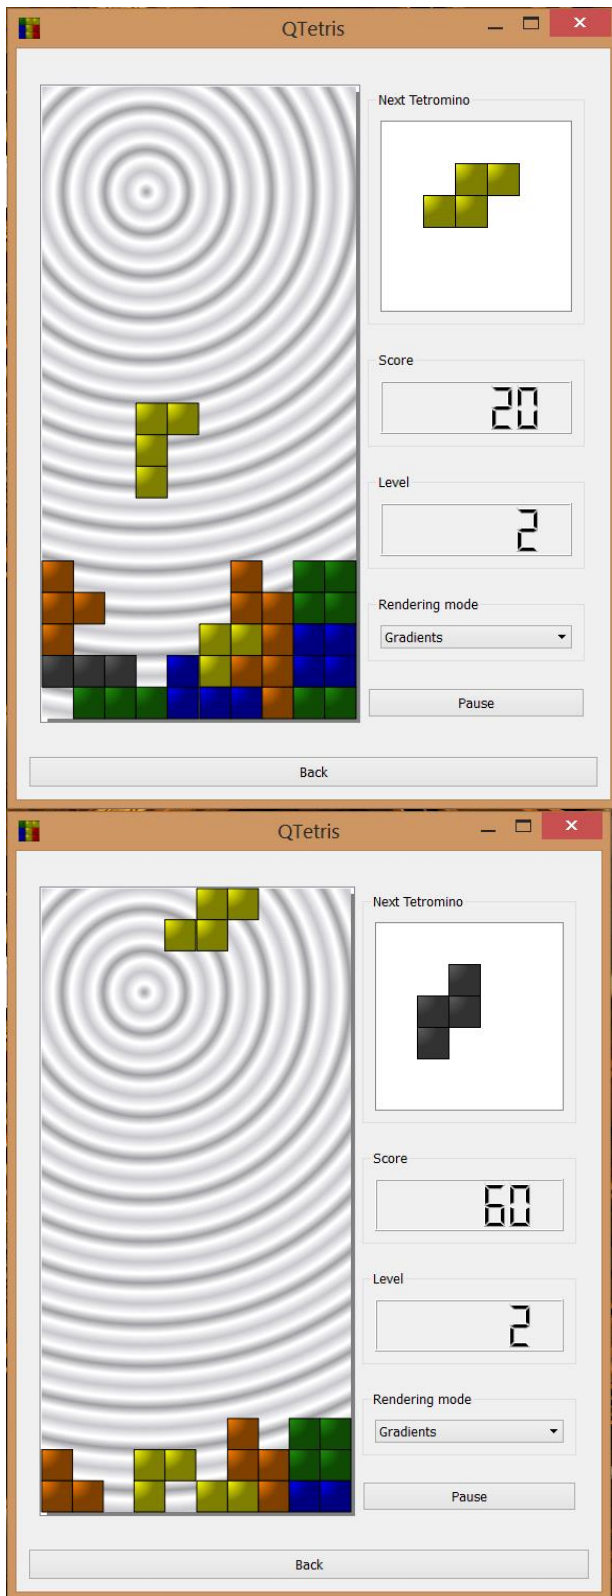 QTetris
Next Tetromino
Score
20
Level
2
Rendering mode
Gradients
Pause
Back
QTetris
Next Tetromino
Score
60
Level
2
Rendering mode
Gradients
Pause
Back